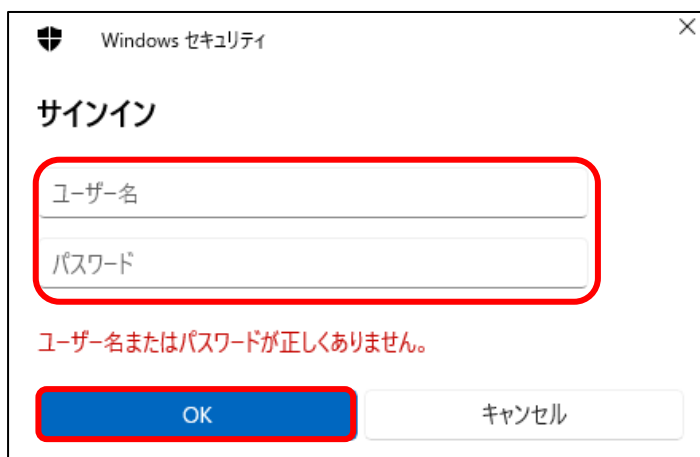 Windows セキュリティ
サインイン
ユーザー名
パスワード
ユーザー名またはパスワードが正しくありません。
OK
キャンセル